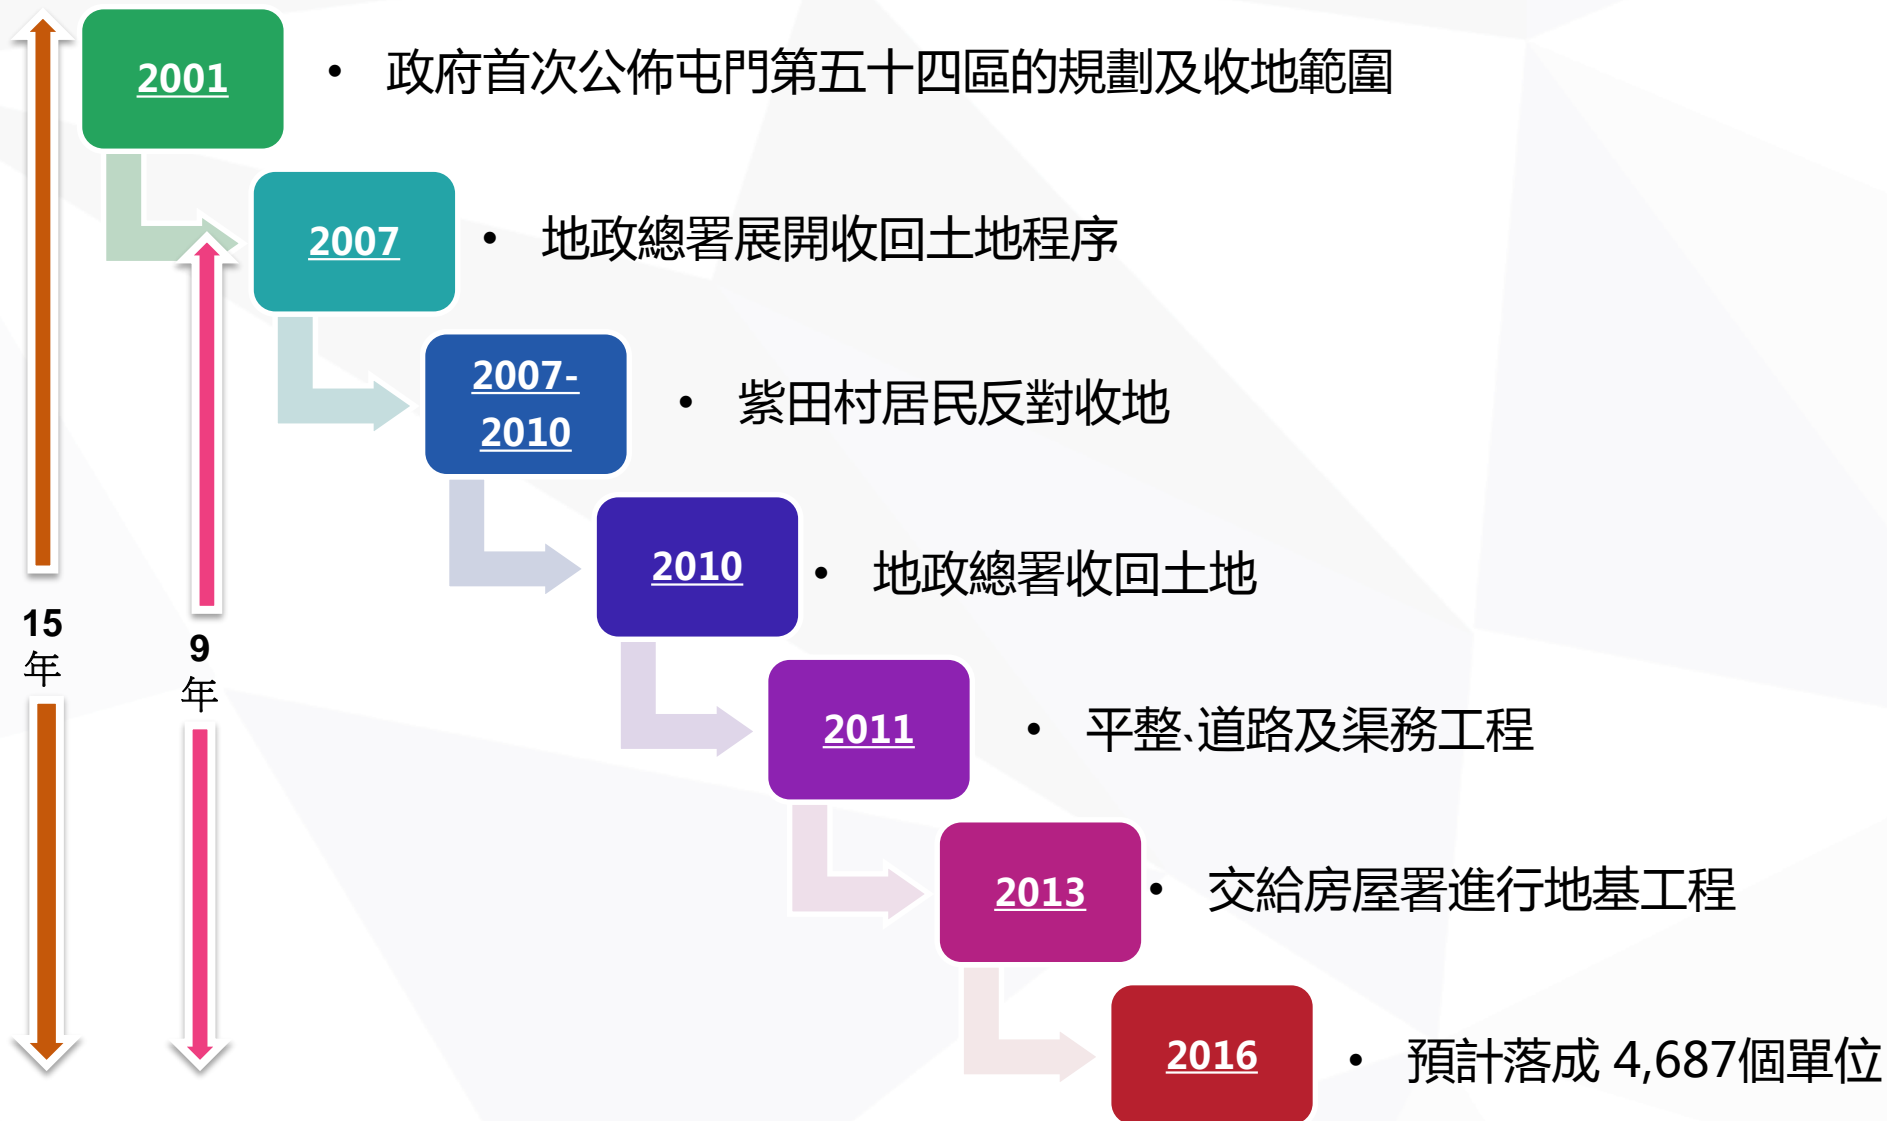 2001
• 政府首次公佈屯門第五十四區的規劃及收地範圍
2007
• 地政總署展開收回土地程序
2007-
2010
• 紫田村居民反對收地
2010
• 地政總署收回土地
15
年
9
年
2011
• 平整、道路及渠務工程
2013
• 交給房屋署進行地基工程
2016
• 預計落成 4,687個單位